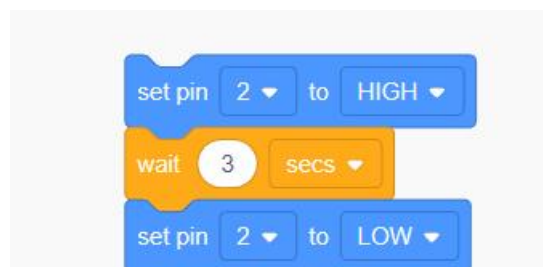 set pin 2 to HIGH
wait 3 secs
set pin 2 to LOW